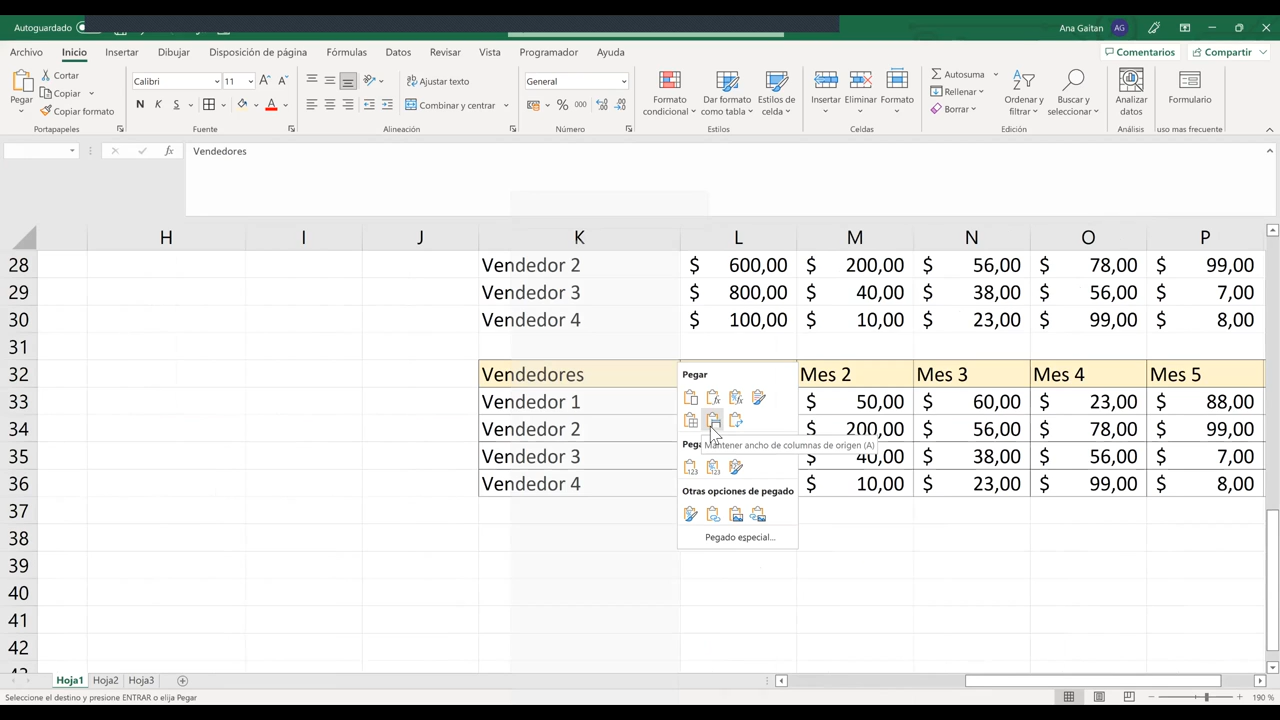 Autoguardado
Ana Gaitan AG
Archivo Inicio Insertar Dibujar Disposición de página Fórmulas Datos Revisar Vista Programador Ayuda Comentarios Compartir
Pegar Cortar Copiar Copiar formato
Portapapeles
Calibri 11
N K S A
Fuente
Ajustar texto
Combinar y centrar
Alineación
General
% 000
Número
Formato condicional Dar formato como tabla Estilos de celda
Estilos
Insertar Eliminar Formato
Celdas
Autosuma Rellenar Borrar Ordenar y filtrar Buscar y seleccionar
Edición
Analizar datos
Análisis
Formulario
uso mas frecuente
fx Vendedores
H I J K L M N O P
28 Vendedor 2 $ 600,00 $ 200,00 $ 56,00 $ 78,00 $ 99,00
29 Vendedor 3 $ 800,00 $ 40,00 $ 38,00 $ 56,00 $ 7,00
30 Vendedor 4 $ 100,00 $ 10,00 $ 23,00 $ 99,00 $ 8,00
31
32 Vendedores Mes 2 Mes 3 Mes 4 Mes 5
33 Vendedor 1 $ 50,00 $ 60,00 $ 23,00 $ 88,00
34 Vendedor 2 $ 200,00 $ 56,00 $ 78,00 $ 99,00
35 Vendedor 3 $ 40,00 $ 38,00 $ 56,00 $ 7,00
36 Vendedor 4 $ 10,00 $ 23,00 $ 99,00 $ 8,00
37
38
39
40
41
42
Pegar
Mantener ancho de columnas de origen (A)
Otras opciones de pegado
Pegado especial...
Hoja1 Hoja2 Hoja3
Seleccione el destino y presione ENTRAR o elija Pegar
190 %